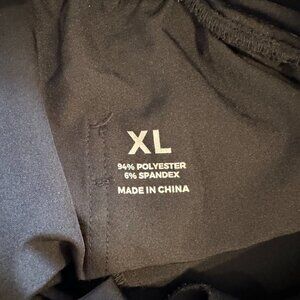 XL
94% POLYESTER
6% SPANDEX
MADE IN CHINA